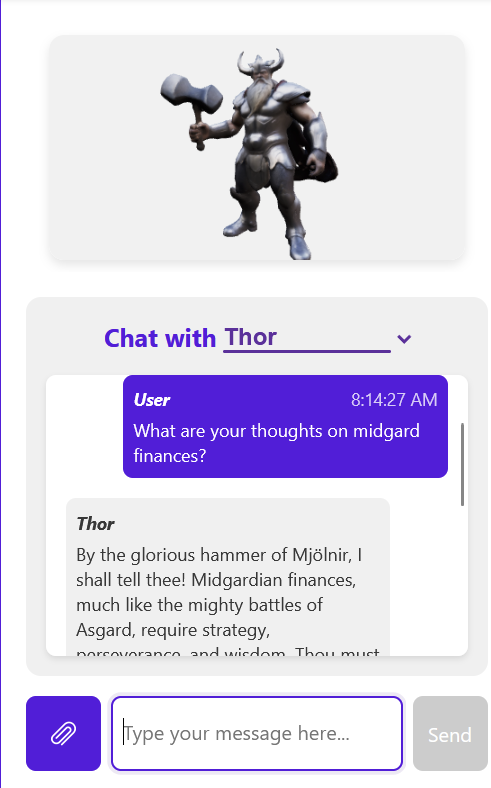 Chat with Thor
User 8:14:27 AM
What are your thoughts on midgard
finances?
Thor
By the glorious hammer of Mjölnir, I
shall tell thee! Midgardian finances,
much like the mighty battles of
Asgard, require strategy,
perseverance, and wisdom. Thou must
Type your message here...
Send